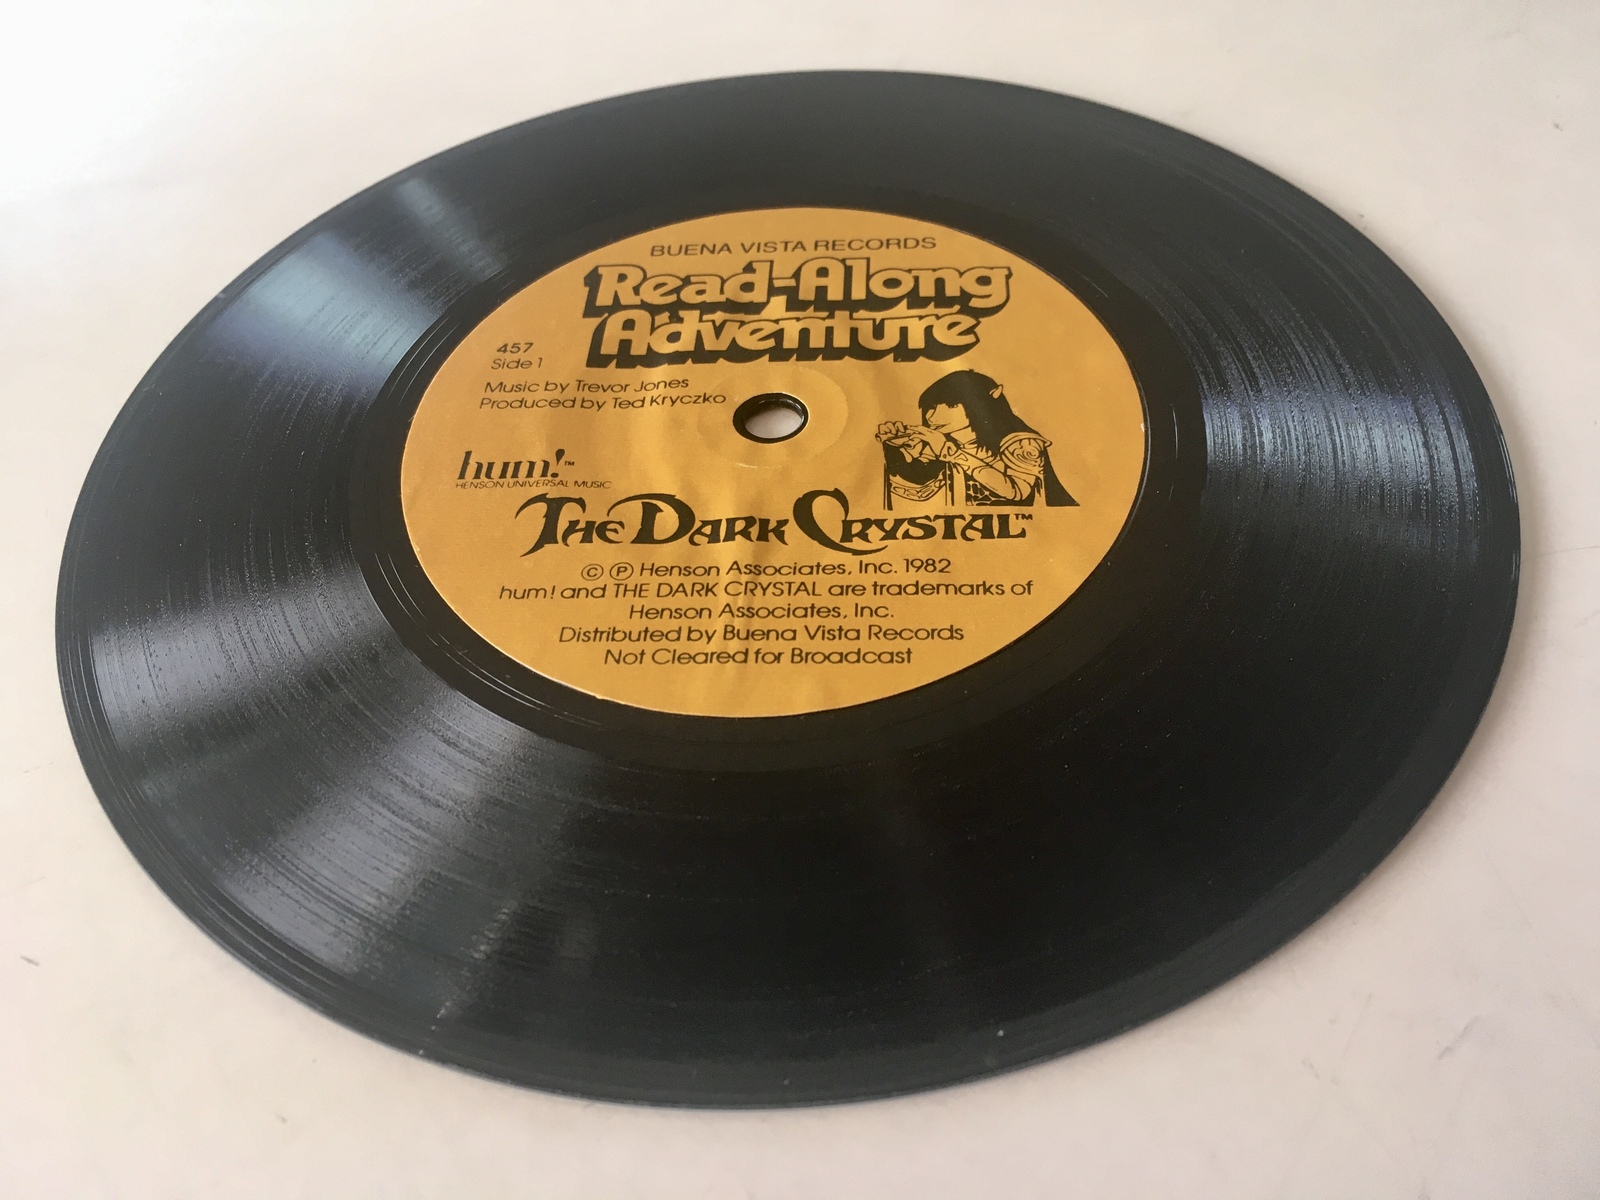 BUENA VISTA RECORDS
Read-Along
Adventure
457
Side 1
Music by Trevor Jones
Produced by Ted Kryczko
hum!™
HENSON UNIVERSAL MUSIC
THE DARK CRYSTAL™
© ℗ Henson Associates, Inc. 1982
hum! and THE DARK CRYSTAL are trademarks of
Henson Associates, Inc.
Distributed by Buena Vista Records
Not Cleared for Broadcast